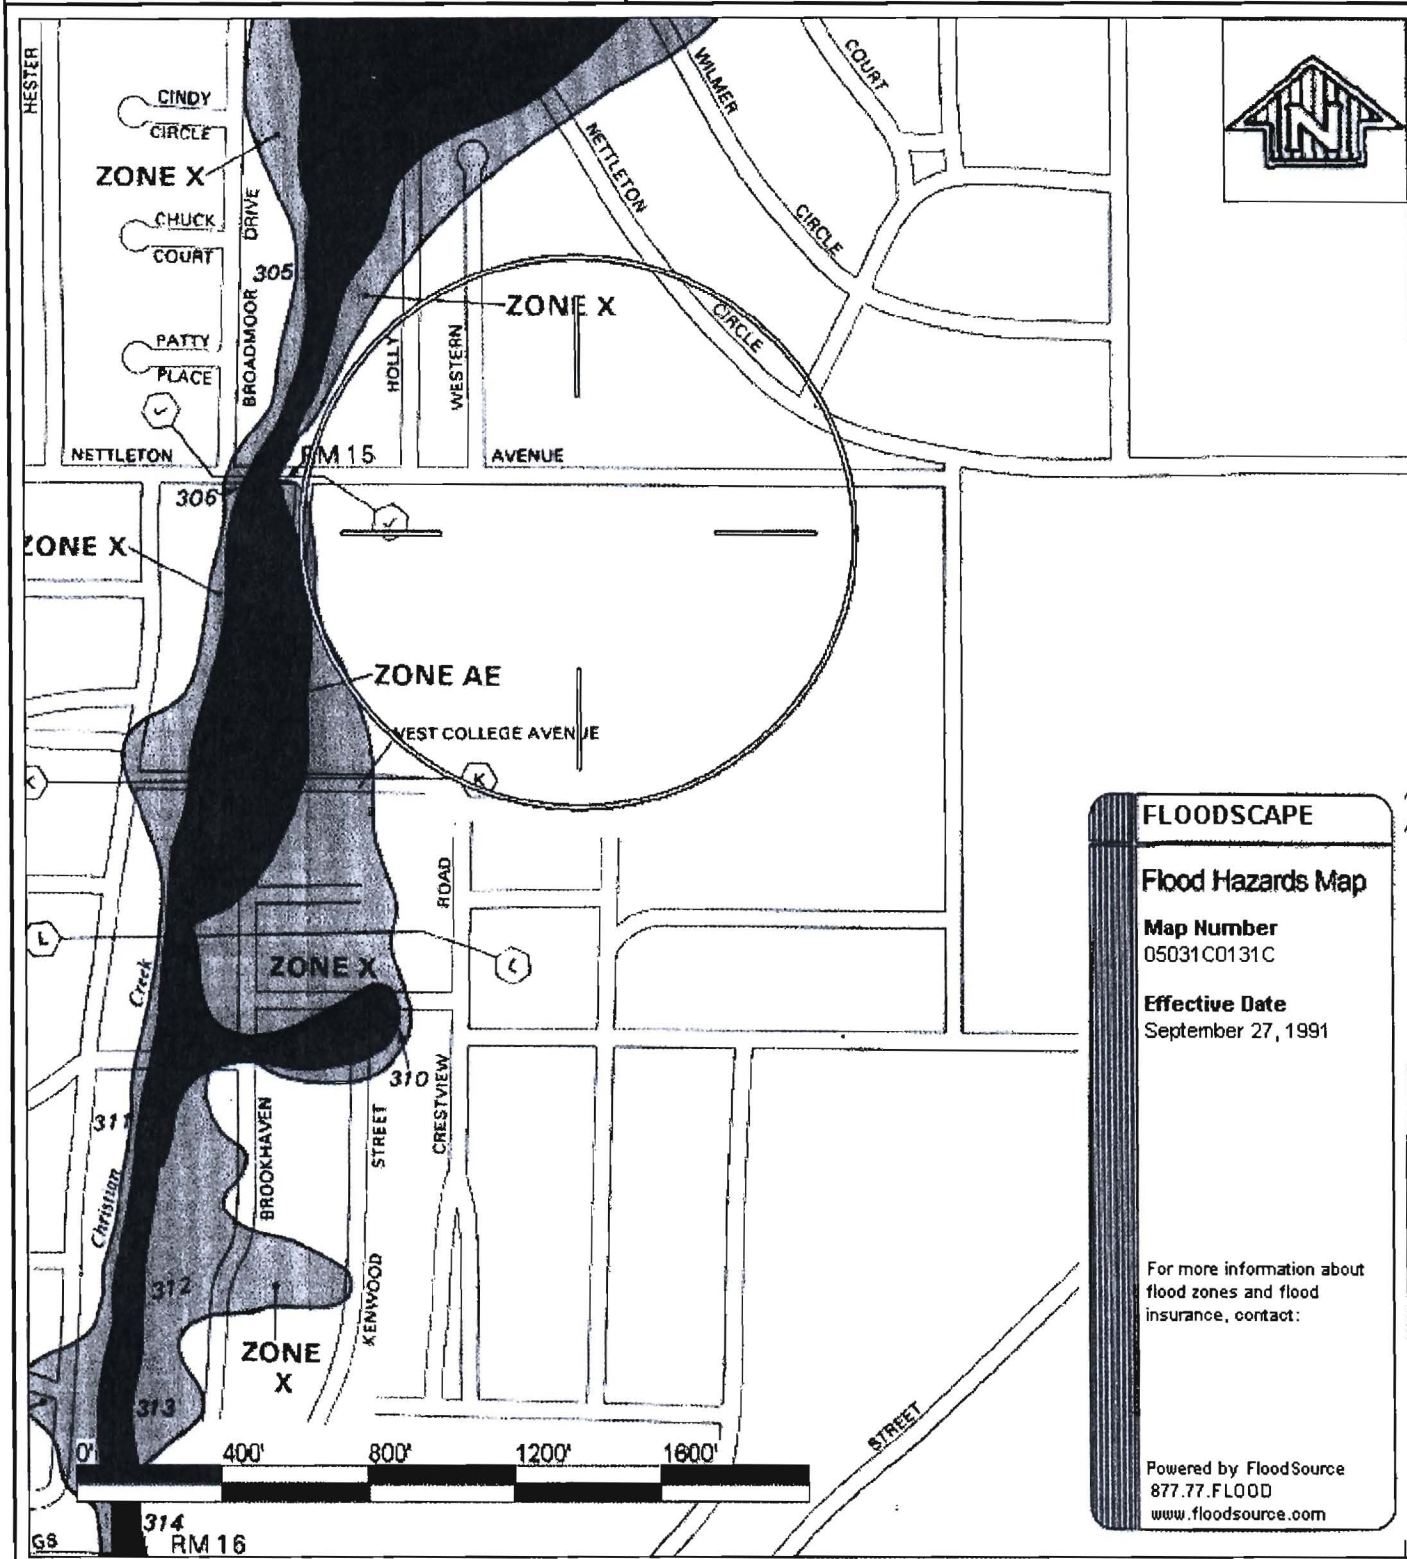 HESTER
CINDY
CIRCLE
ZONE X
CHUCK
COURT
DRIVE
305
BROADMOOR
PATTY
PLACE
NETTLETON
306
RM 15
HOLLY
WESTERN
AVENUE
ZONE X
WILMER
CIRCLE
COURT
NETTLETON
CIRCLE
N
ZONE X
ZONE AE
WEST COLLEGE AVENUE
K
K
L
L
ROAD
ZONE X
Creek
310
311
Christian
BROOKHAVEN
STREET
CRESTVIEW
312
KENWOOD
ZONE
X
313
STREET
0' 400' 800' 1200' 1600'
314
RM 16
GS
FLOODSCAPE
Flood Hazards Map
Map Number
05031C0131C
Effective Date
September 27, 1991
For more information about
flood zones and flood
insurance, contact:
Powered by FloodSource
877.77.FLOOD
www.floodsource.com